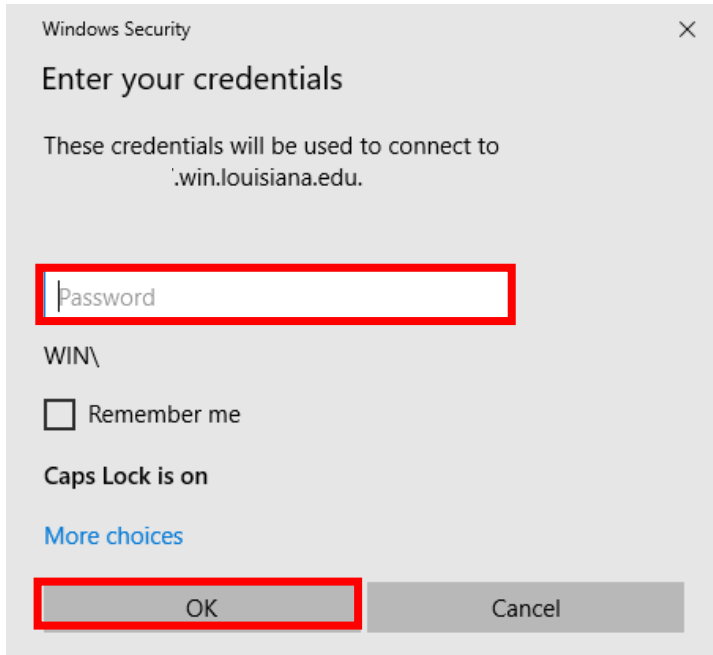 Windows Security
Enter your credentials
These credentials will be used to connect to
.win.louisiana.edu.
Password
WIN\
Remember me
Caps Lock is on
More choices
OK Cancel